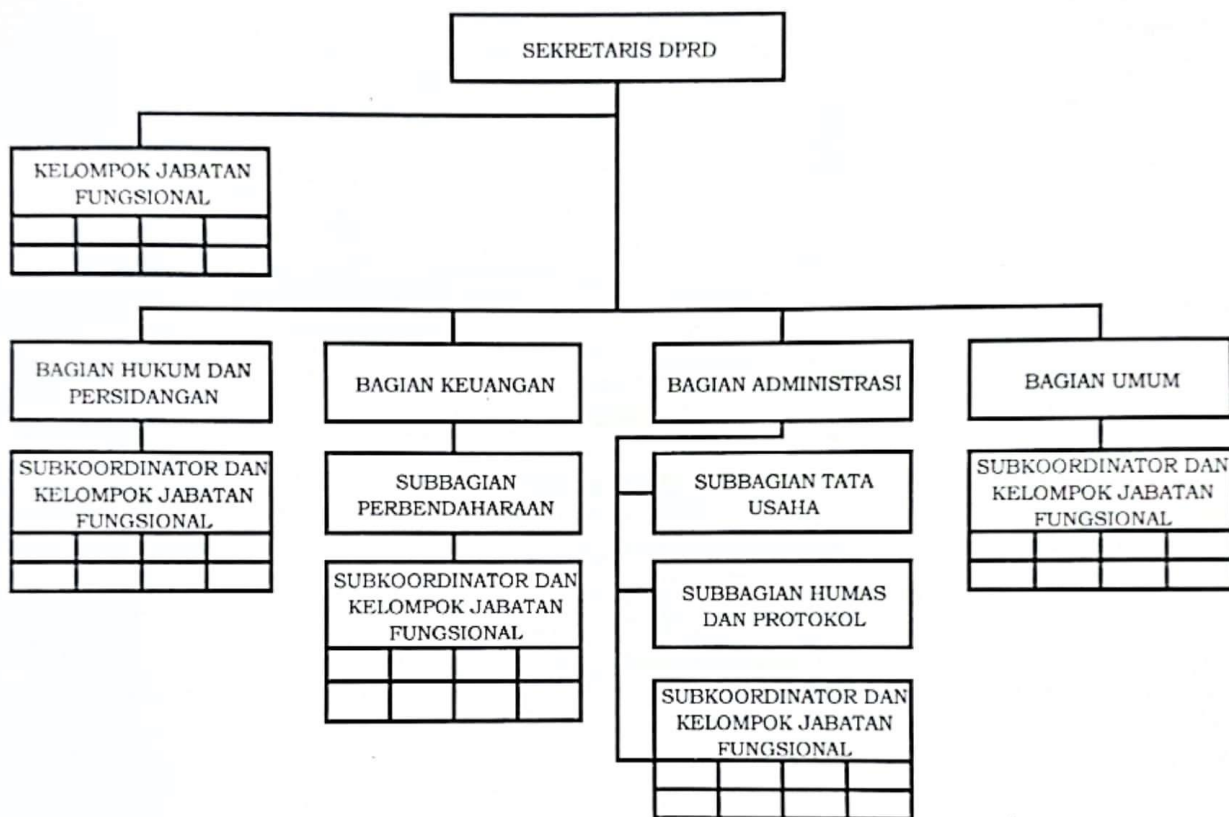 SEKRETARIS DPRD
KELOMPOK JABATAN
FUNGSIONAL
BAGIAN HUKUM DAN
PERSIDANGAN
BAGIAN KEUANGAN
BAGIAN ADMINISTRASI
BAGIAN UMUM
SUBKOORDINATOR DAN
KELOMPOK JABATAN
FUNGSIONAL
SUBBAGIAN
PERBENDAHARAAN
SUBKOORDINATOR DAN
KELOMPOK JABATAN
FUNGSIONAL
SUBBAGIAN TATA
USAHA
SUBBAGIAN HUMAS
DAN PROTOKOL
SUBKOORDINATOR DAN
KELOMPOK JABATAN
FUNGSIONAL
SUBKOORDINATOR DAN
KELOMPOK JABATAN
FUNGSIONAL